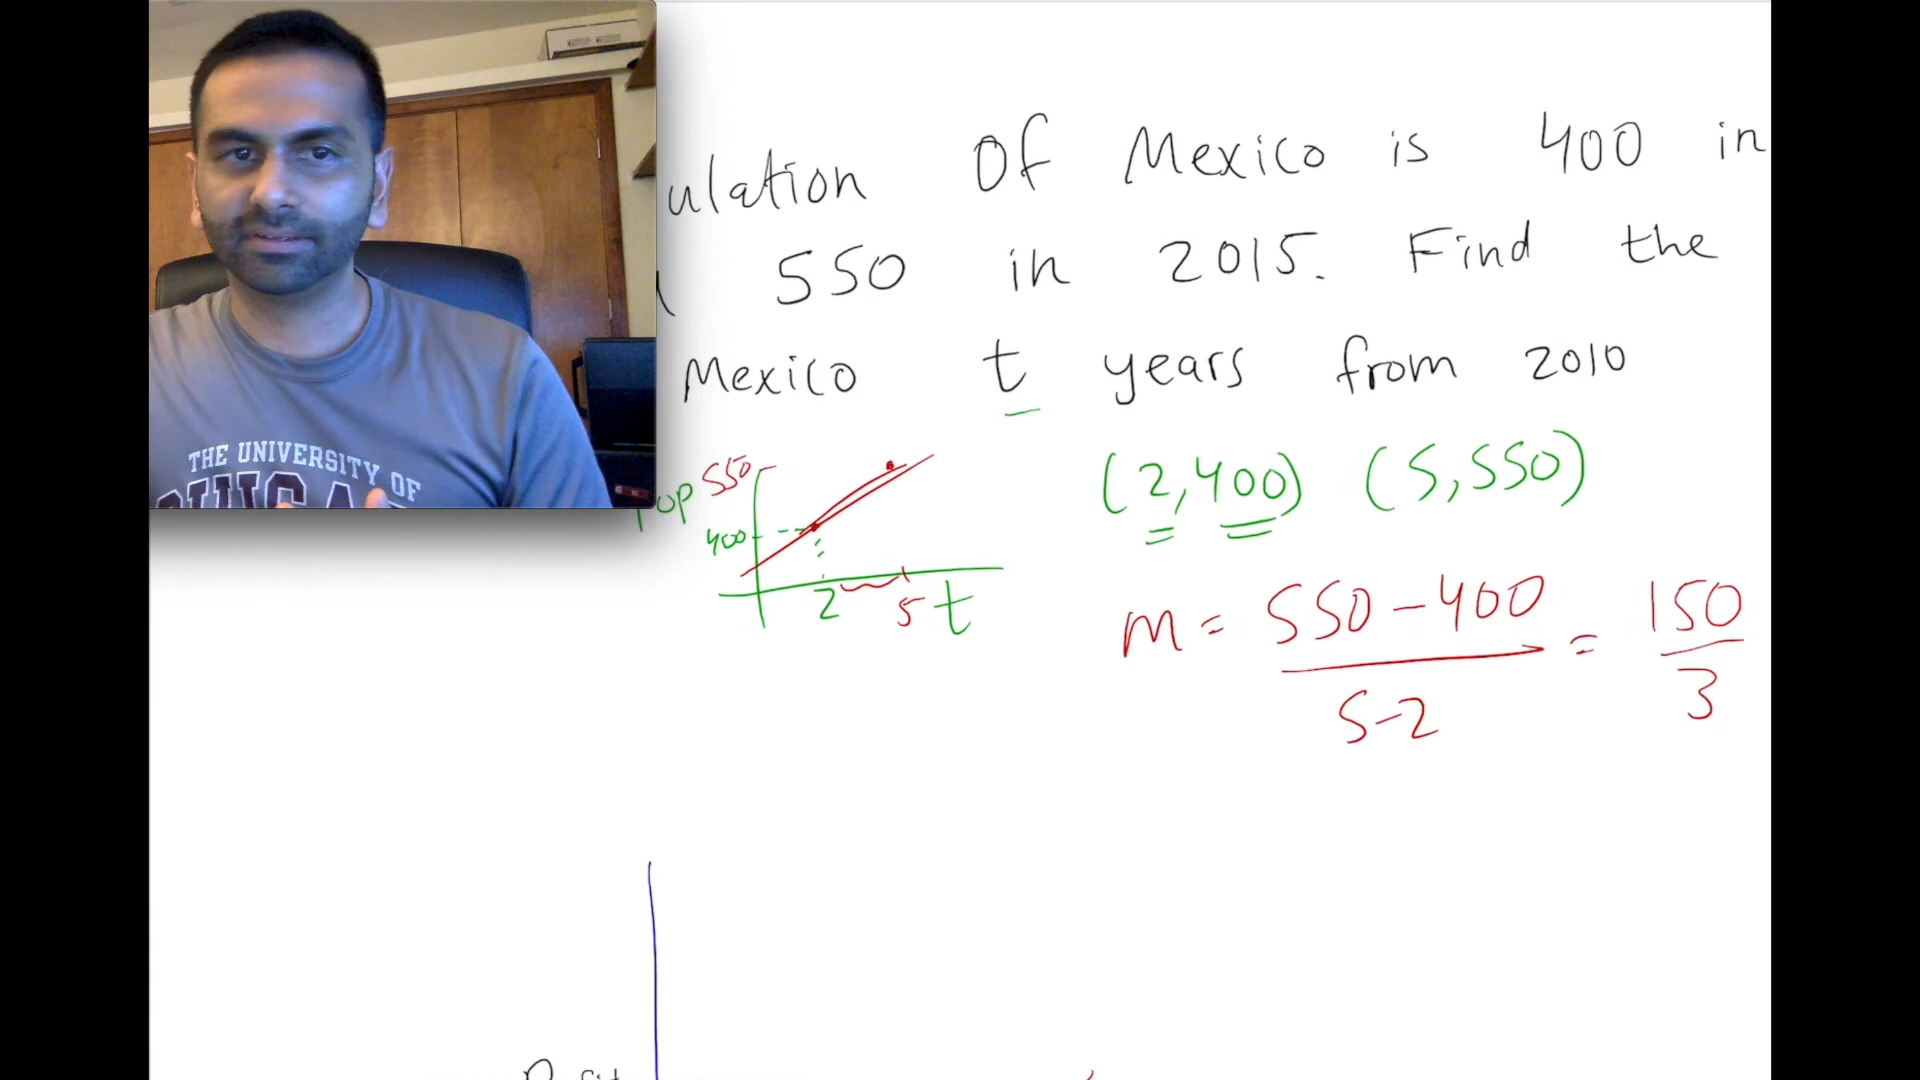 ulation Of Mexico is 400 in
550 in 2015. Find the
Mexico t years from 2010
THE UNIVERSITY OF
Pop 550
400
2 5 t
(2,400) (5,550)
m = 550-400 / 5-2 = 150 / 3